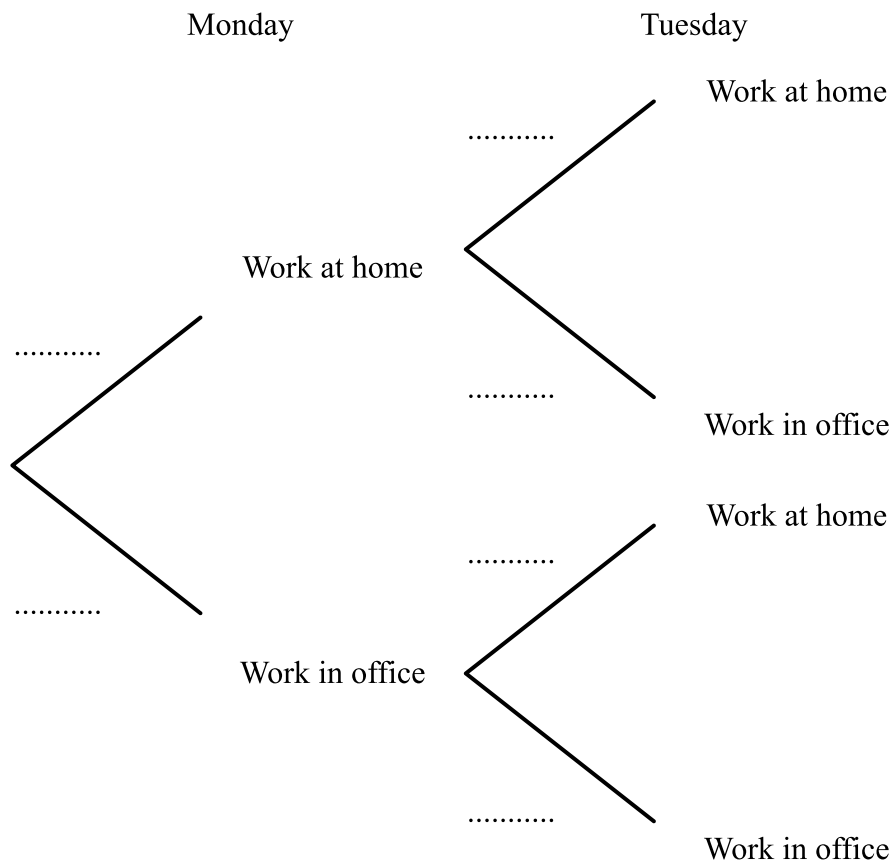 Monday
Tuesday
Work at home
...........
Work at home
...........
...........
Work in office
Work at home
...........
...........
Work in office
...........
Work in office